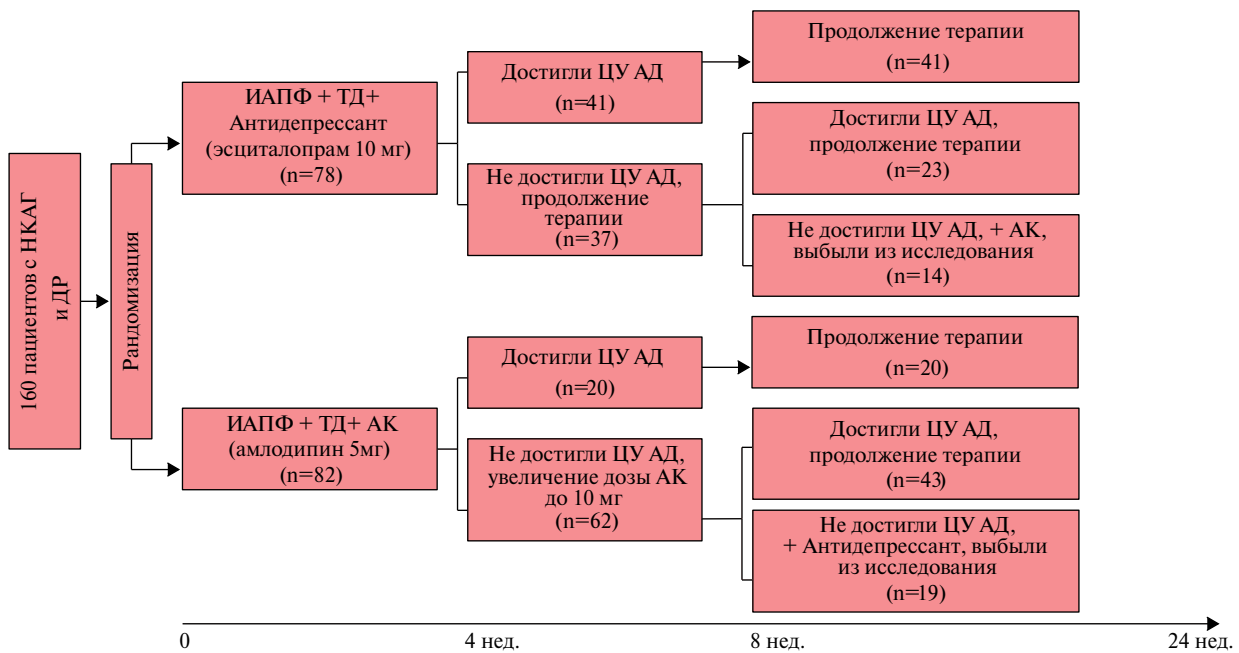 160 пациентов с НКАГ
и ДР
Рандомизация
ИАПФ + ТД+
Антидепрессант
(эсциталопрам 10 мг)
(n=78)
Достигли ЦУ АД
(n=41)
Продолжение терапии
(n=41)
Не достигли ЦУ АД,
продолжение
терапии
(n=37)
Достигли ЦУ АД,
продолжение терапии
(n=23)
Не достигли ЦУ АД, + АК,
выбыли из исследования
(n=14)
ИАПФ + ТД+ АК
(амлодипин 5мг)
(n=82)
Достигли ЦУ АД
(n=20)
Продолжение терапии
(n=20)
Не достигли ЦУ АД,
увеличение дозы АК
до 10 мг
(n=62)
Достигли ЦУ АД,
продолжение терапии
(n=43)
Не достигли ЦУ АД,
+ Антидепрессант, выбыли
из исследования
(n=19)
0 4 нед. 8 нед. 24 нед.